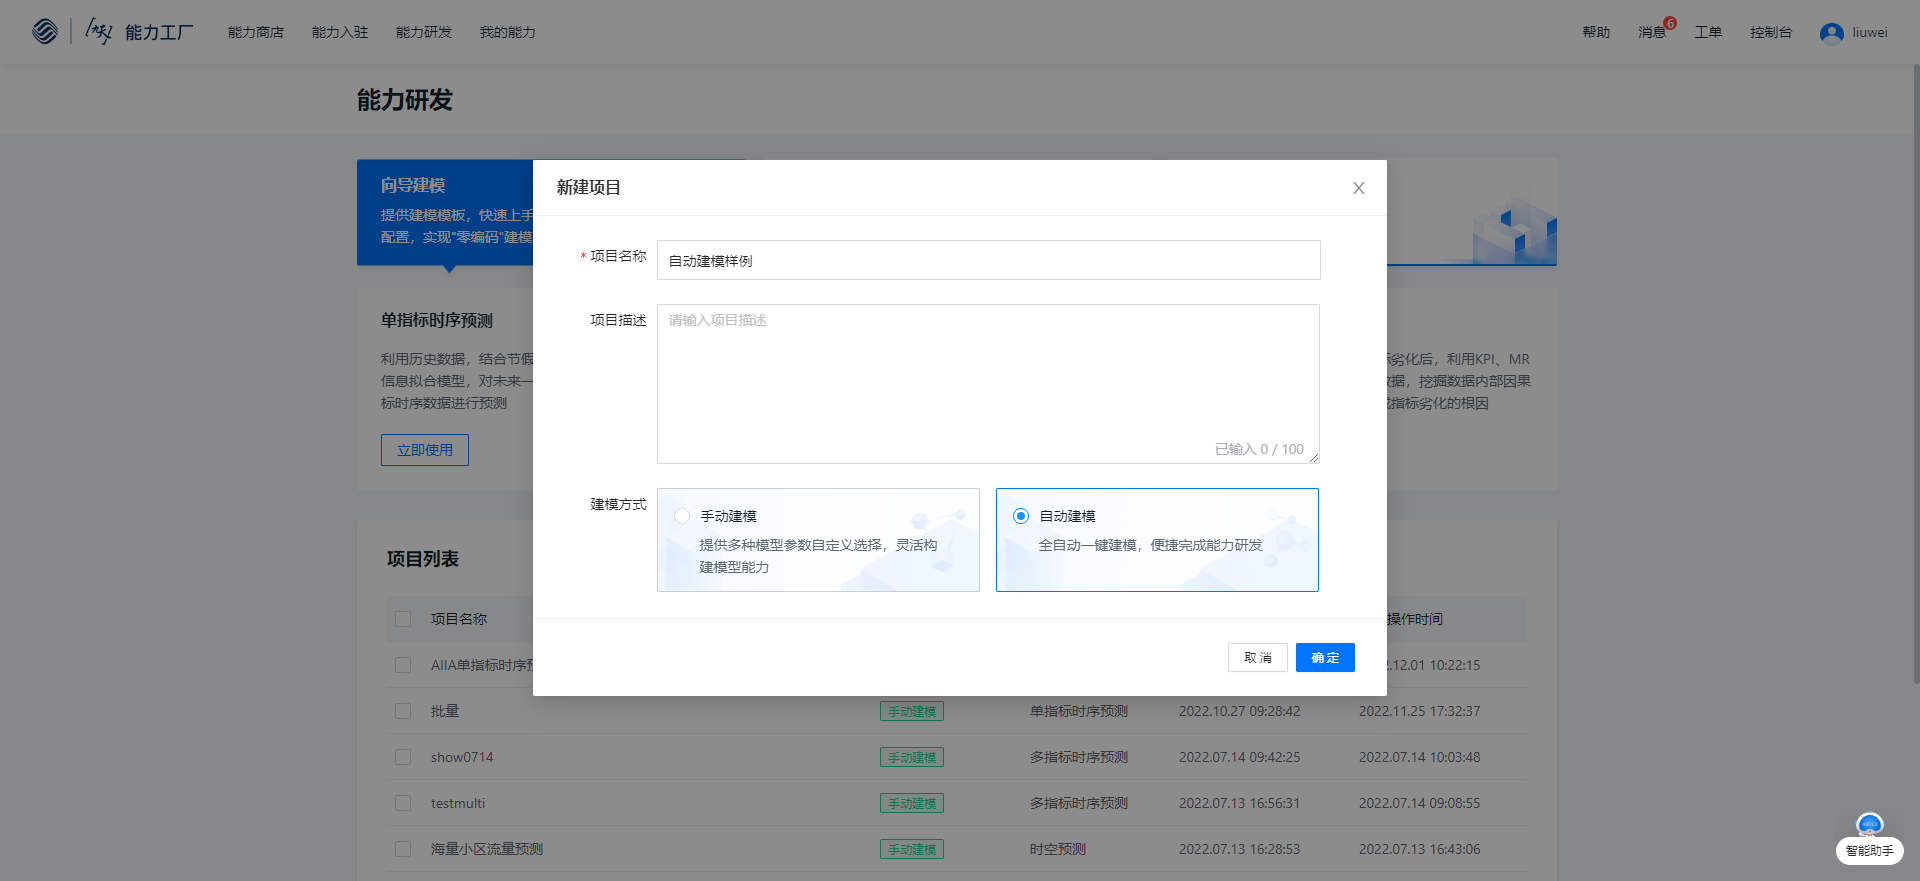 能力工厂
能力商店 能力入驻 能力研发 我的能力
帮助 消息 6 工单 控制台 liuwei
能力研发
向导建模
提供建模模板，快速上手
配置，实现"零编码"建模
新建项目
* 项目名称 自动建模样例
项目描述 请输入项目描述
已输入 0 / 100
建模方式
手动建模
提供多种模型参数自定义选择，灵活构
建模型能力
自动建模
全自动一键建模，便捷完成能力研发
取 消 确 定
单指标时序预测
利用历史数据，结合节假
信息拟合模型，对未来一
标时序数据进行预测
立即使用
劣化后，利用KPI、MR
据，挖掘数据内部因果
指标劣化的根因
项目列表
项目名称 操作时间
AIIA单指标时序预 .12.01 10:22:15
批量 手动建模 单指标时序预测 2022.10.27 09:28:42 2022.11.25 17:32:37
show0714 手动建模 多指标时序预测 2022.07.14 09:42:25 2022.07.14 10:03:48
testmulti 手动建模 多指标时序预测 2022.07.13 16:56:31 2022.07.14 09:08:55
海量小区流量预测 手动建模 时空预测 2022.07.13 16:28:53 2022.07.13 16:43:06
智能助手